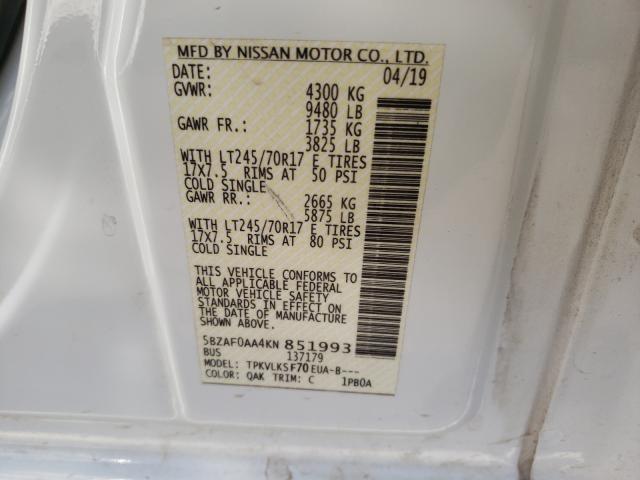 MFD BY NISSAN MOTOR CO., LTD.
DATE: 04/19
GVWR: 4300 KG
9480 LB
GAWR FR.: 1735 KG
3825 LB
WITH LT245/70R17 E TIRES
17X7.5 RIMS AT 50 PSI
COLD SINGLE
GAWR RR.: 2665 KG
5875 LB
WITH LT245/70R17 E TIRES
17X7.5 RIMS AT 80 PSI
COLD SINGLE
THIS VEHICLE CONFORMS TO
ALL APPLICABLE FEDERAL
MOTOR VEHICLE SAFETY
STANDARDS IN EFFECT ON
THE DATE OF MANUFACTURE
SHOWN ABOVE.
5BZAF0AA4KN 851993
BUS 137179
MODEL: TPKVLKSF70EUA-B---
COLOR: QAK TRIM: C 1PB0A